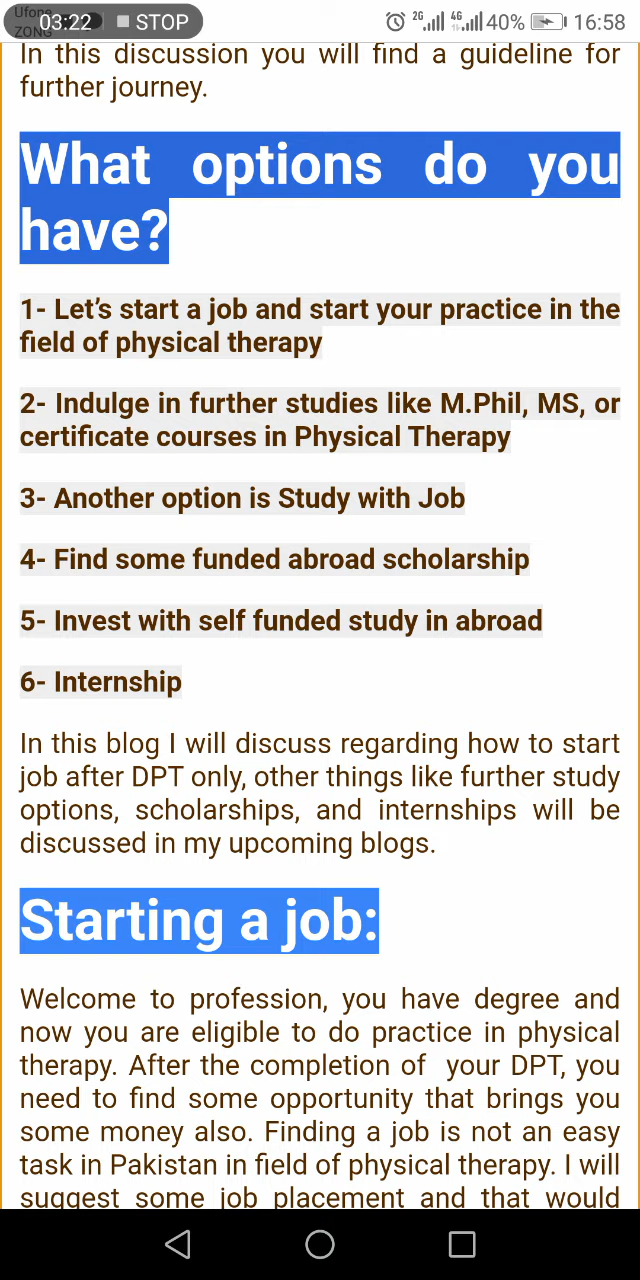 Ufone
ZONG
03:22 STOP
2G 4G 40% 16:58
In this discussion you will find a guideline for
further journey.
What options do you
have?
1- Let’s start a job and start your practice in the
field of physical therapy
2- Indulge in further studies like M.Phil, MS, or
certificate courses in Physical Therapy
3- Another option is Study with Job
4- Find some funded abroad scholarship
5- Invest with self funded study in abroad
6- Internship
In this blog I will discuss regarding how to start
job after DPT only, other things like further study
options, scholarships, and internships will be
discussed in my upcoming blogs.
Starting a job:
Welcome to profession, you have degree and
now you are eligible to do practice in physical
therapy. After the completion of your DPT, you
need to find some opportunity that brings you
some money also. Finding a job is not an easy
task in Pakistan in field of physical therapy. I will
suggest some job placement and that would